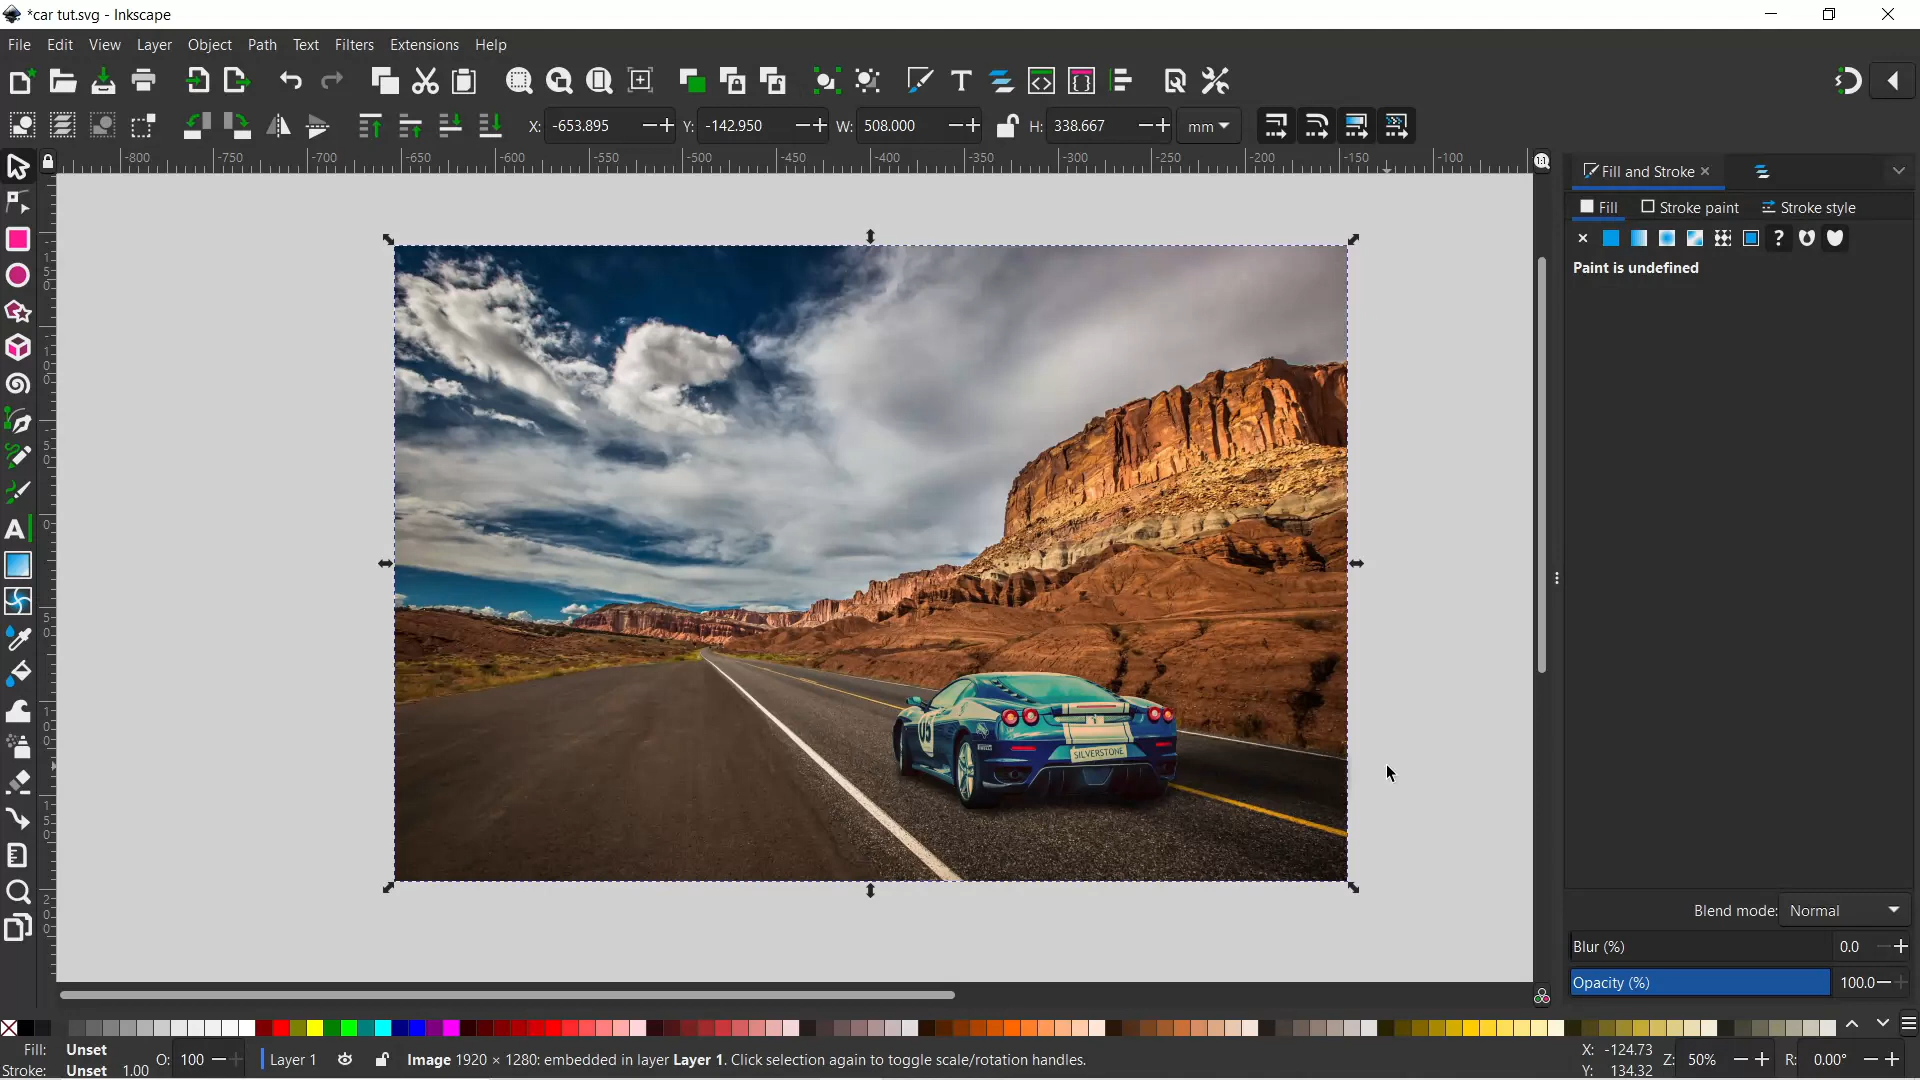 *car tut.svg - Inkscape
File Edit View Layer Object Path Text Filters Extensions Help
X: -653.895 Y: -142.950 W: 508.000 H: 338.667 mm
-800 -750 -700 -650 -600 -550 -500 -450 -400 -350 -300 -250 -200 -150 -100
1:1
Fill and Stroke
Fill Stroke paint Stroke style
Paint is undefined
05
SILVERSTONE
Blend mode: Normal
Blur (%) 0.0
Opacity (%) 100.0
Fill: Unset
Stroke: Unset 1.00
O: 100
Layer 1
Image 1920 × 1280: embedded in layer Layer 1. Click selection again to toggle scale/rotation handles.
X: -124.73
Y: 134.32
Z: 50%
R: 0.00°